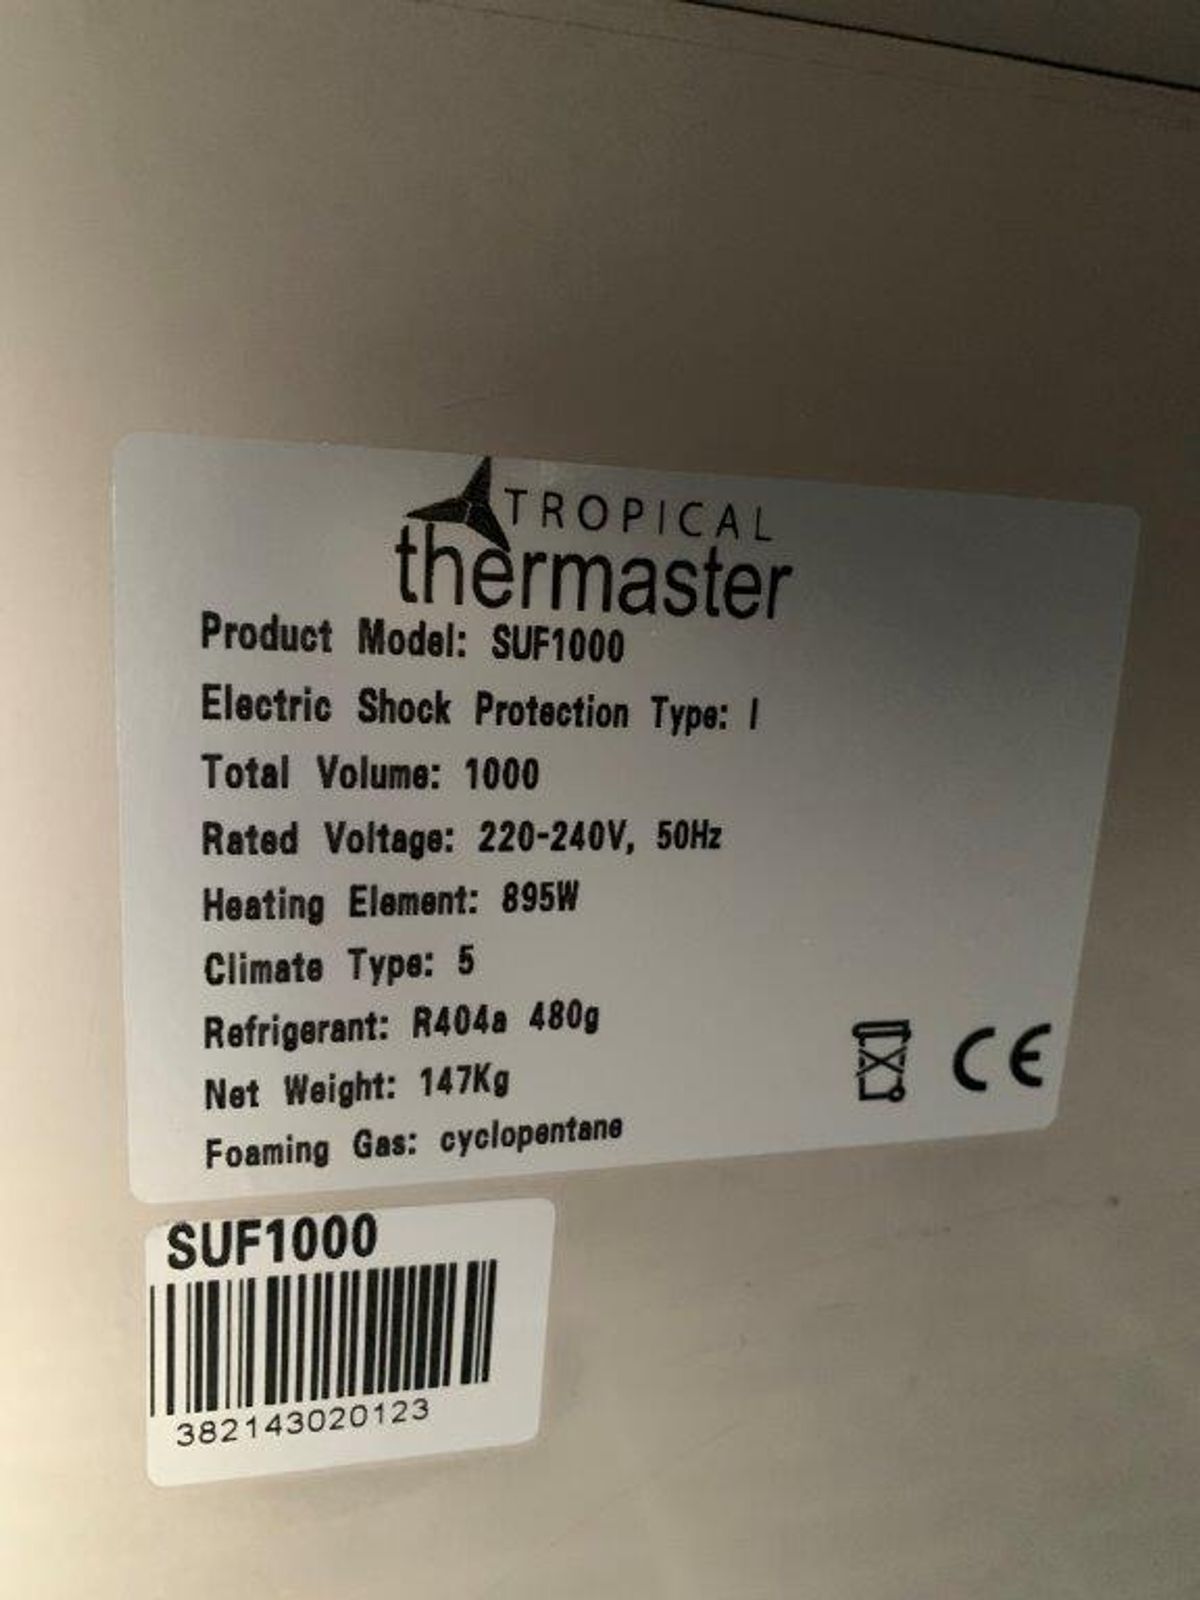 TROPICAL
thermaster
Product Model: SUF1000
Electric Shock Protection Type: I
Total Volume: 1000
Rated Voltage: 220-240V, 50Hz
Heating Element: 895W
Climate Type: 5
Refrigerant: R404a 480g
Net Weight: 147Kg
Foaming Gas: cyclopentane
CE
SUF1000
382143020123